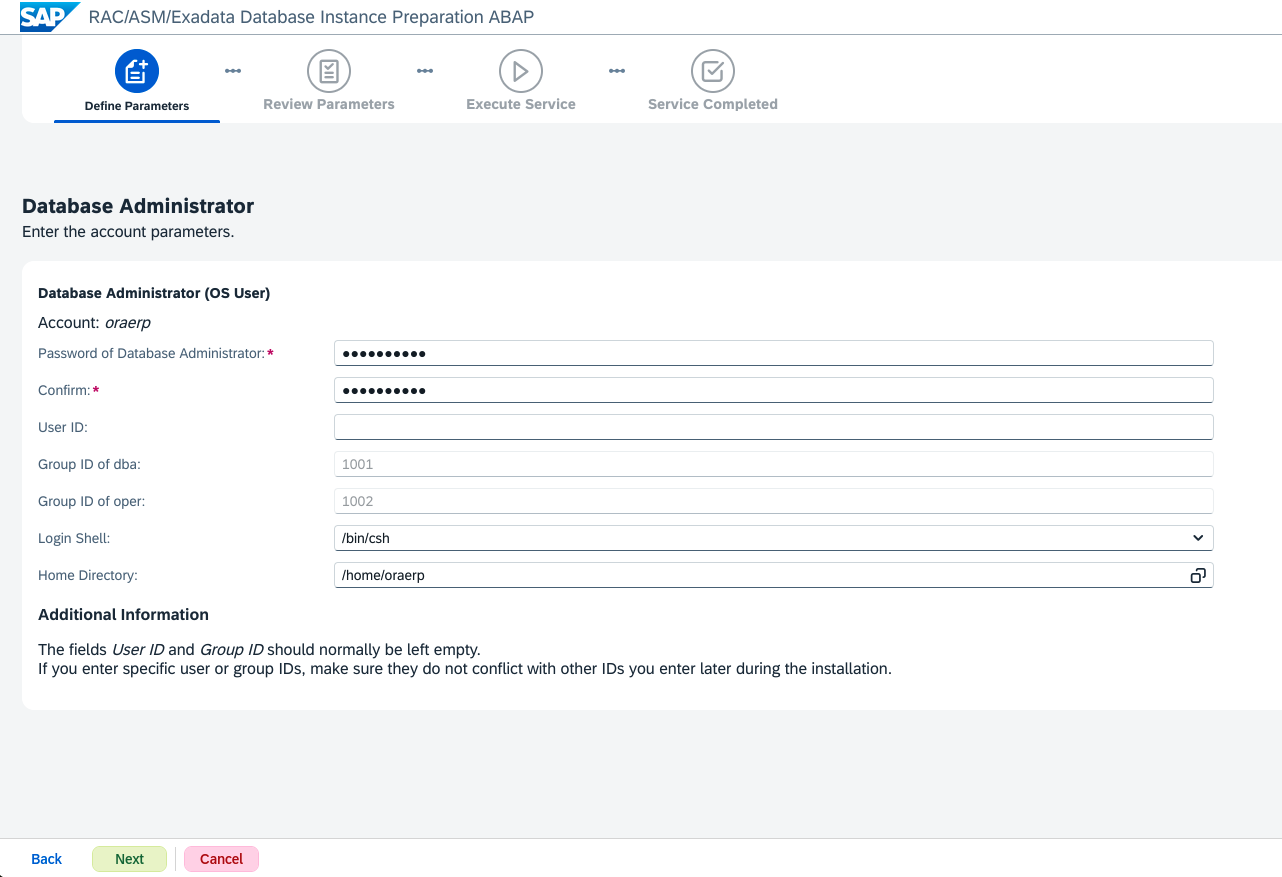 SAP RAC/ASM/Exadata Database Instance Preparation ABAP
Define Parameters
Review Parameters
Execute Service
Service Completed
Database Administrator
Enter the account parameters.
Database Administrator (OS User)
Account: oraerp
Password of Database Administrator:* ●●●●●●●●●●
Confirm:* ●●●●●●●●●●
User ID:
Group ID of dba: 1001
Group ID of oper: 1002
Login Shell: /bin/csh
Home Directory: /home/oraerp
Additional Information
The fields User ID and Group ID should normally be left empty.
If you enter specific user or group IDs, make sure they do not conflict with other IDs you enter later during the installation.
Back Next Cancel